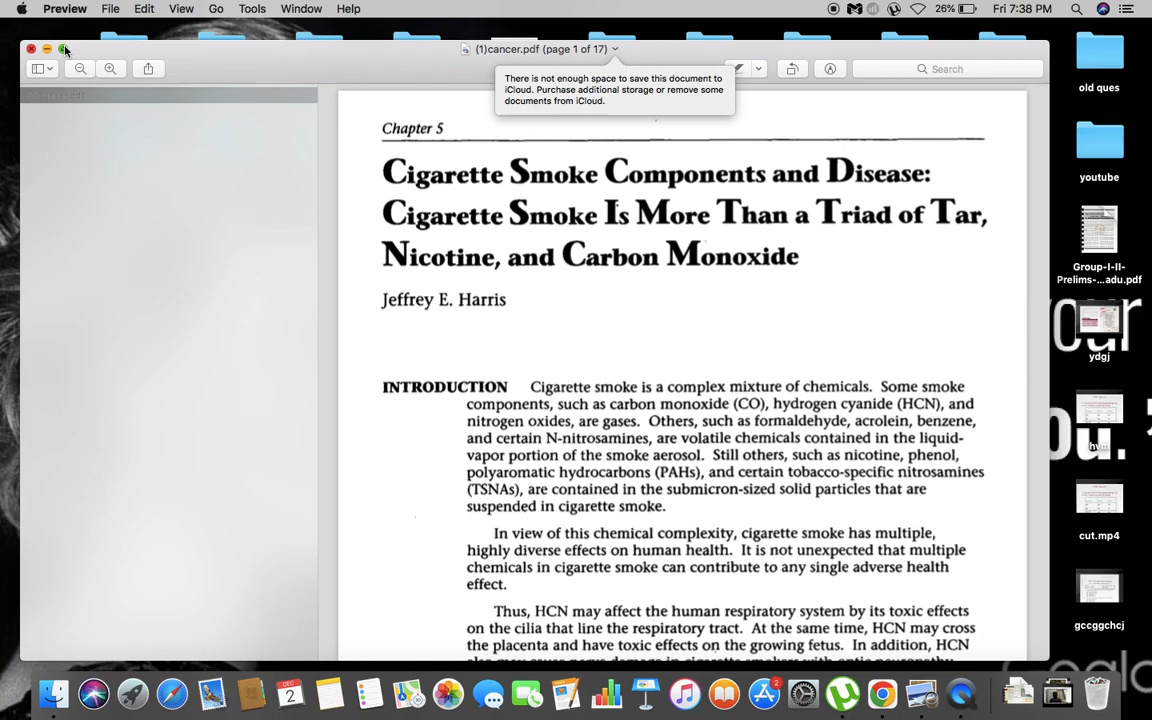 Preview File Edit View Go Tools Window Help
26% Fri 7:38 PM
(1)cancer.pdf (page 1 of 17)
Search
There is not enough space to save this document to
iCloud. Purchase additional storage or remove some
documents from iCloud.
Chapter 5
Cigarette Smoke Components and Disease:
Cigarette Smoke Is More Than a Triad of Tar,
Nicotine, and Carbon Monoxide
Jeffrey E. Harris
INTRODUCTION Cigarette smoke is a complex mixture of chemicals. Some smoke
components, such as carbon monoxide (CO), hydrogen cyanide (HCN), and
nitrogen oxides, are gases. Others, such as formaldehyde, acrolein, benzene,
and certain N-nitrosamines, are volatile chemicals contained in the liquid-
vapor portion of the smoke aerosol. Still others, such as nicotine, phenol,
polyaromatic hydrocarbons (PAHs), and certain tobacco-specific nitrosamines
(TSNAs), are contained in the submicron-sized solid particles that are
suspended in cigarette smoke.
In view of this chemical complexity, cigarette smoke has multiple,
highly diverse effects on human health. It is not unexpected that multiple
chemicals in cigarette smoke can contribute to any single adverse health
effect.
Thus, HCN may affect the human respiratory system by its toxic effects
on the cilia that line the respiratory tract. At the same time, HCN may cross
the placenta and have toxic effects on the growing fetus. In addition, HCN
old ques
youtube
Group-I-II-
Prelims-...adu.pdf
your
ydgj
ou.
cut.mp4
gccggchcj
DEC
2
2